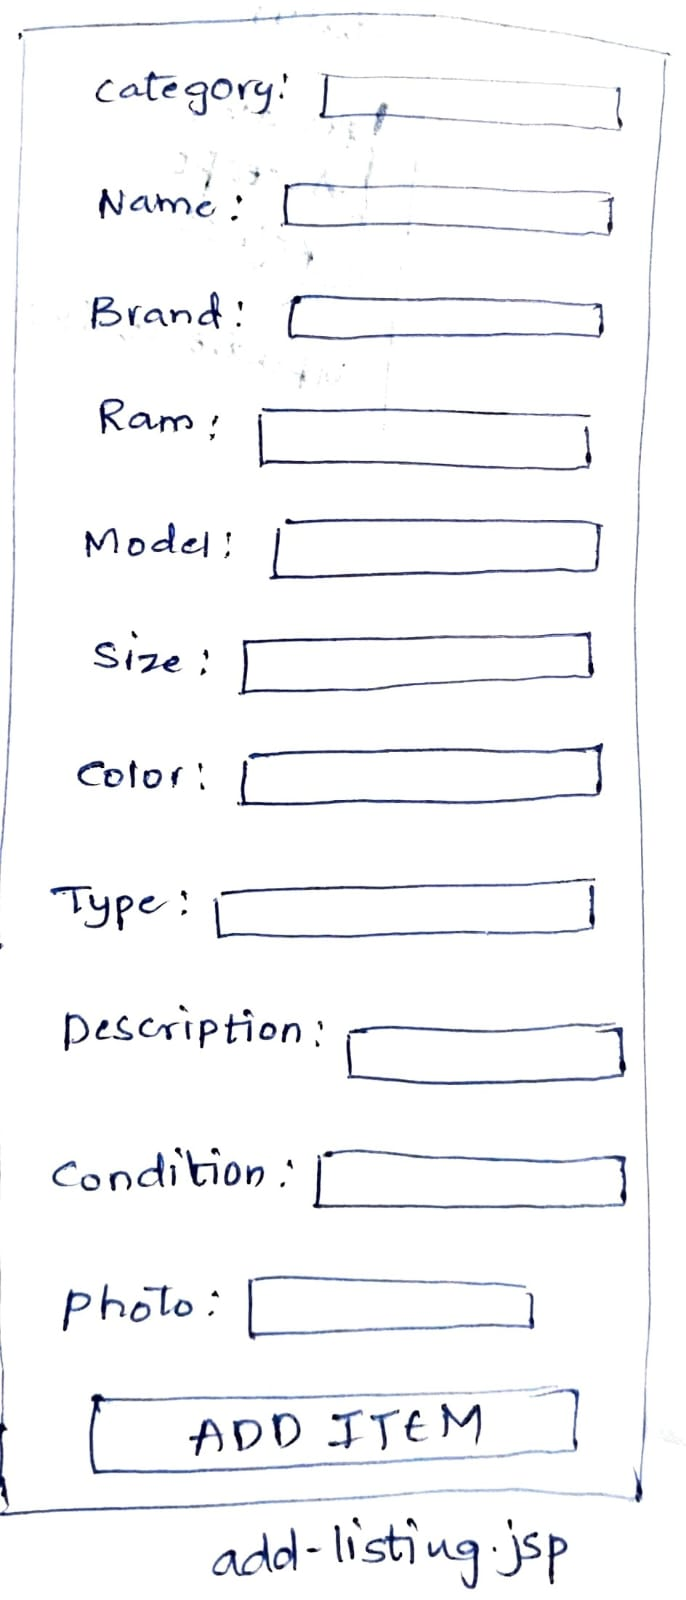 Category:
Name:
Brand:
Ram:
Model:
Size:
Color:
Type:
Description:
Condition:
Photo:
ADD ITEM
add-listing.jsp